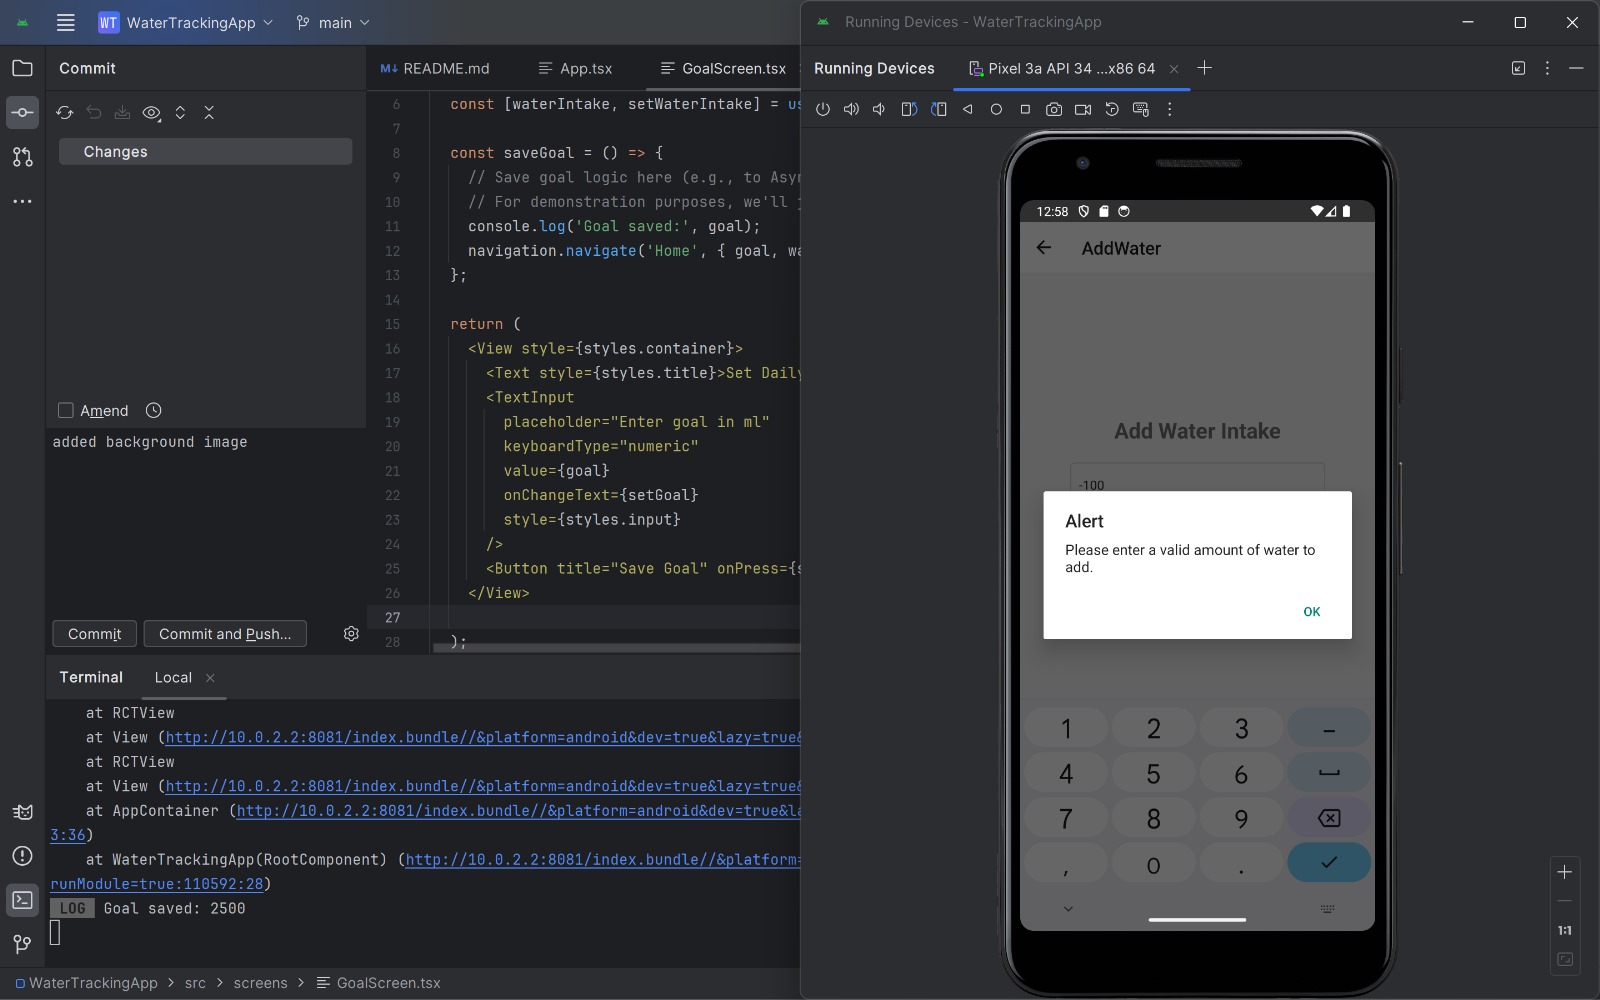 WT WaterTrackingApp main
Commit
Changes
Amend
added background image
Commit Commit and Push...
README.md App.tsx GoalScreen.tsx
6 const [waterIntake, setWaterIntake] =
7
8 const saveGoal = () => {
9 // Save goal logic here (e.g., to
10 // For demonstration purposes, we'll
11 console.log('Goal saved:', goal);
12 navigation.navigate('Home', { goal,
13 };
14
15 return (
16 <View style={styles.container}>
17 <Text style={styles.title}>Set Daily
18 <TextInput
19 placeholder="Enter goal in ml"
20 keyboardType="numeric"
21 value={goal}
22 onChangeText={setGoal}
23 style={styles.input}
24 />
25 <Button title="Save Goal" onPress={
26 </View>
27
28 );
Terminal Local
at RCTView
at View (http://10.0.2.2:8081/index.bundle//&platform=android&dev=true&lazy=true&
at RCTView
at View (http://10.0.2.2:8081/index.bundle//&platform=android&dev=true&lazy=true&
at AppContainer (http://10.0.2.2:8081/index.bundle//&platform=android&dev=true&la
3:36)
at WaterTrackingApp(RootComponent) (http://10.0.2.2:8081/index.bundle//&platform=
runModule=true:110592:28)
LOG Goal saved: 2500
WaterTrackingApp > src > screens > GoalScreen.tsx
Running Devices - WaterTrackingApp
Running Devices Pixel 3a API 34 ...x86 64
12:58
AddWater
Add Water Intake
-100
Alert
Please enter a valid amount of water to
add.
OK
1 2 3 –
4 5 6
7 8 9
, 0 .
1:1